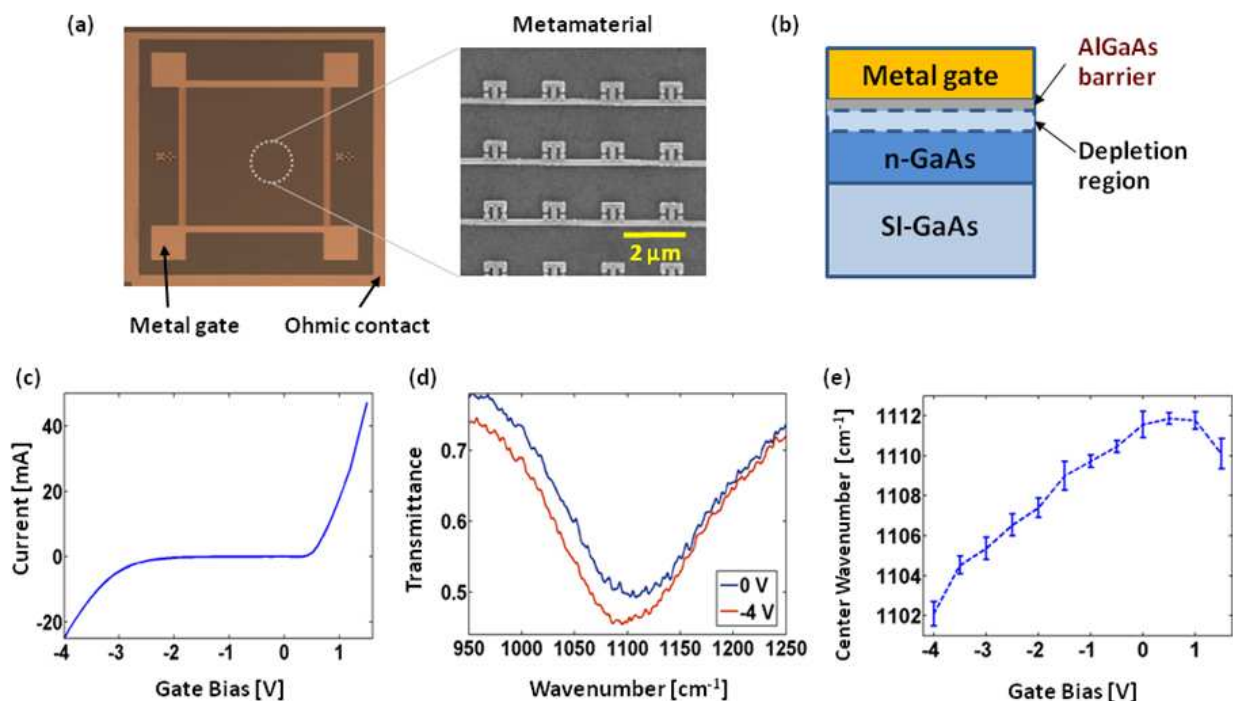 (a)
Metamaterial
2 μm
Metal gate
Ohmic contact
(b)
Metal gate
n-GaAs
SI-GaAs
AlGaAs
barrier
Depletion
region
(c)
Current [mA]
40
20
0
-20
-4
-3
-2
-1
0
1
Gate Bias [V]
(d)
Transmittance
0.7
0.6
0.5
0 V
-4 V
950 1000 1050 1100 1150 1200 1250
Wavenumber [cm⁻¹]
(e)
Center Wavenumber [cm⁻¹]
1112
1110
1108
1106
1104
1102
-4
-3
-2
-1
0
1
Gate Bias [V]